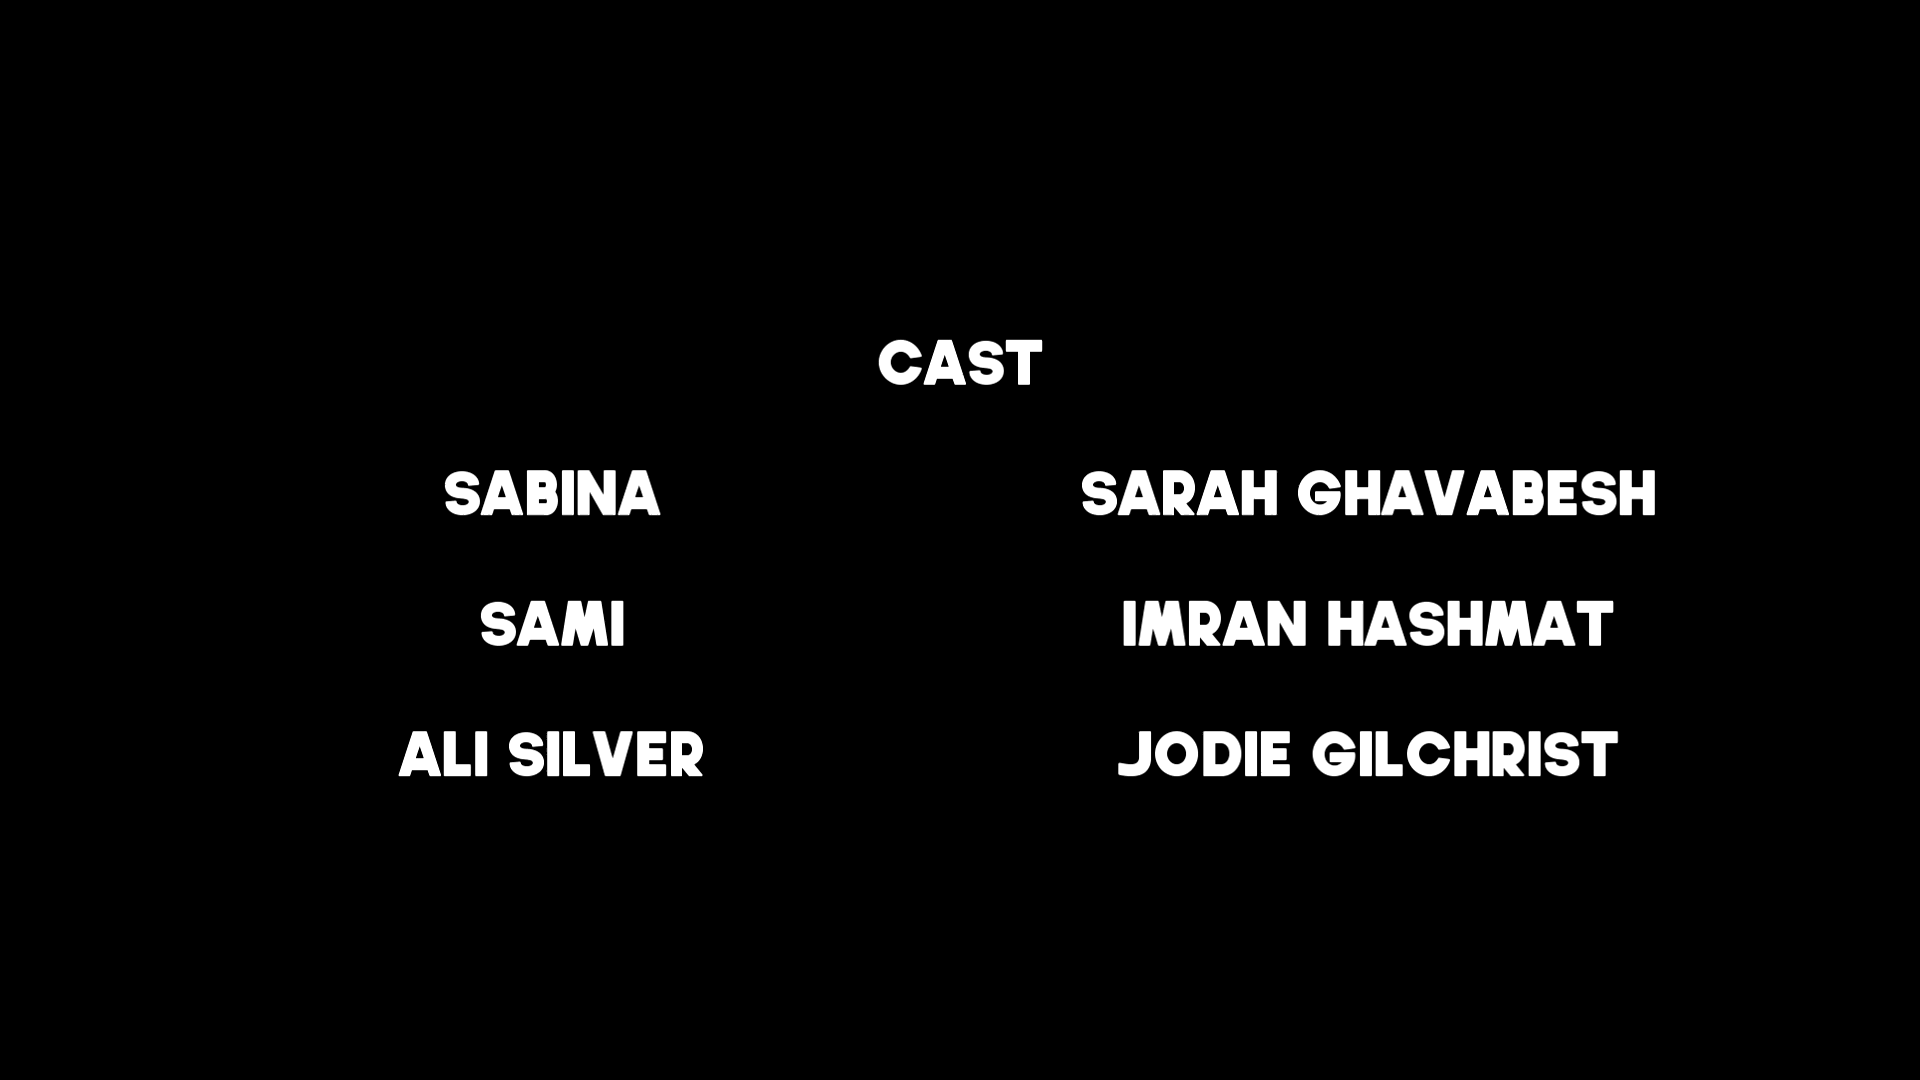 CAST
SABINA SARAH GHAVABESH
SAMI IMRAN HASHMAT
ALI SILVER JODIE GILCHRIST